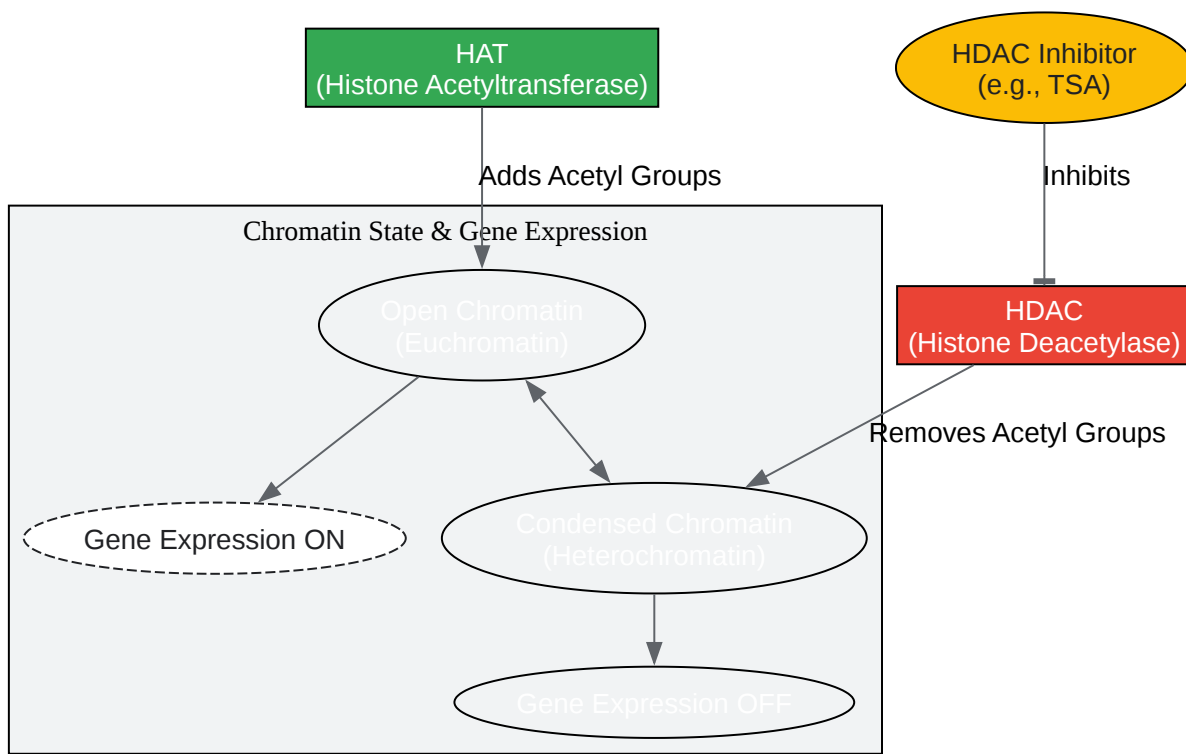 HAT
(Histone Acetyltransferase)
HDAC Inhibitor
(e.g., TSA)
Adds Acetyl Groups
Inhibits
Chromatin State & Gene Expression
Open Chromatin
(Euchromatin)
HDAC
(Histone Deacetylase)
Removes Acetyl Groups
Gene Expression ON
Condensed Chromatin
(Heterochromatin)
Gene Expression OFF